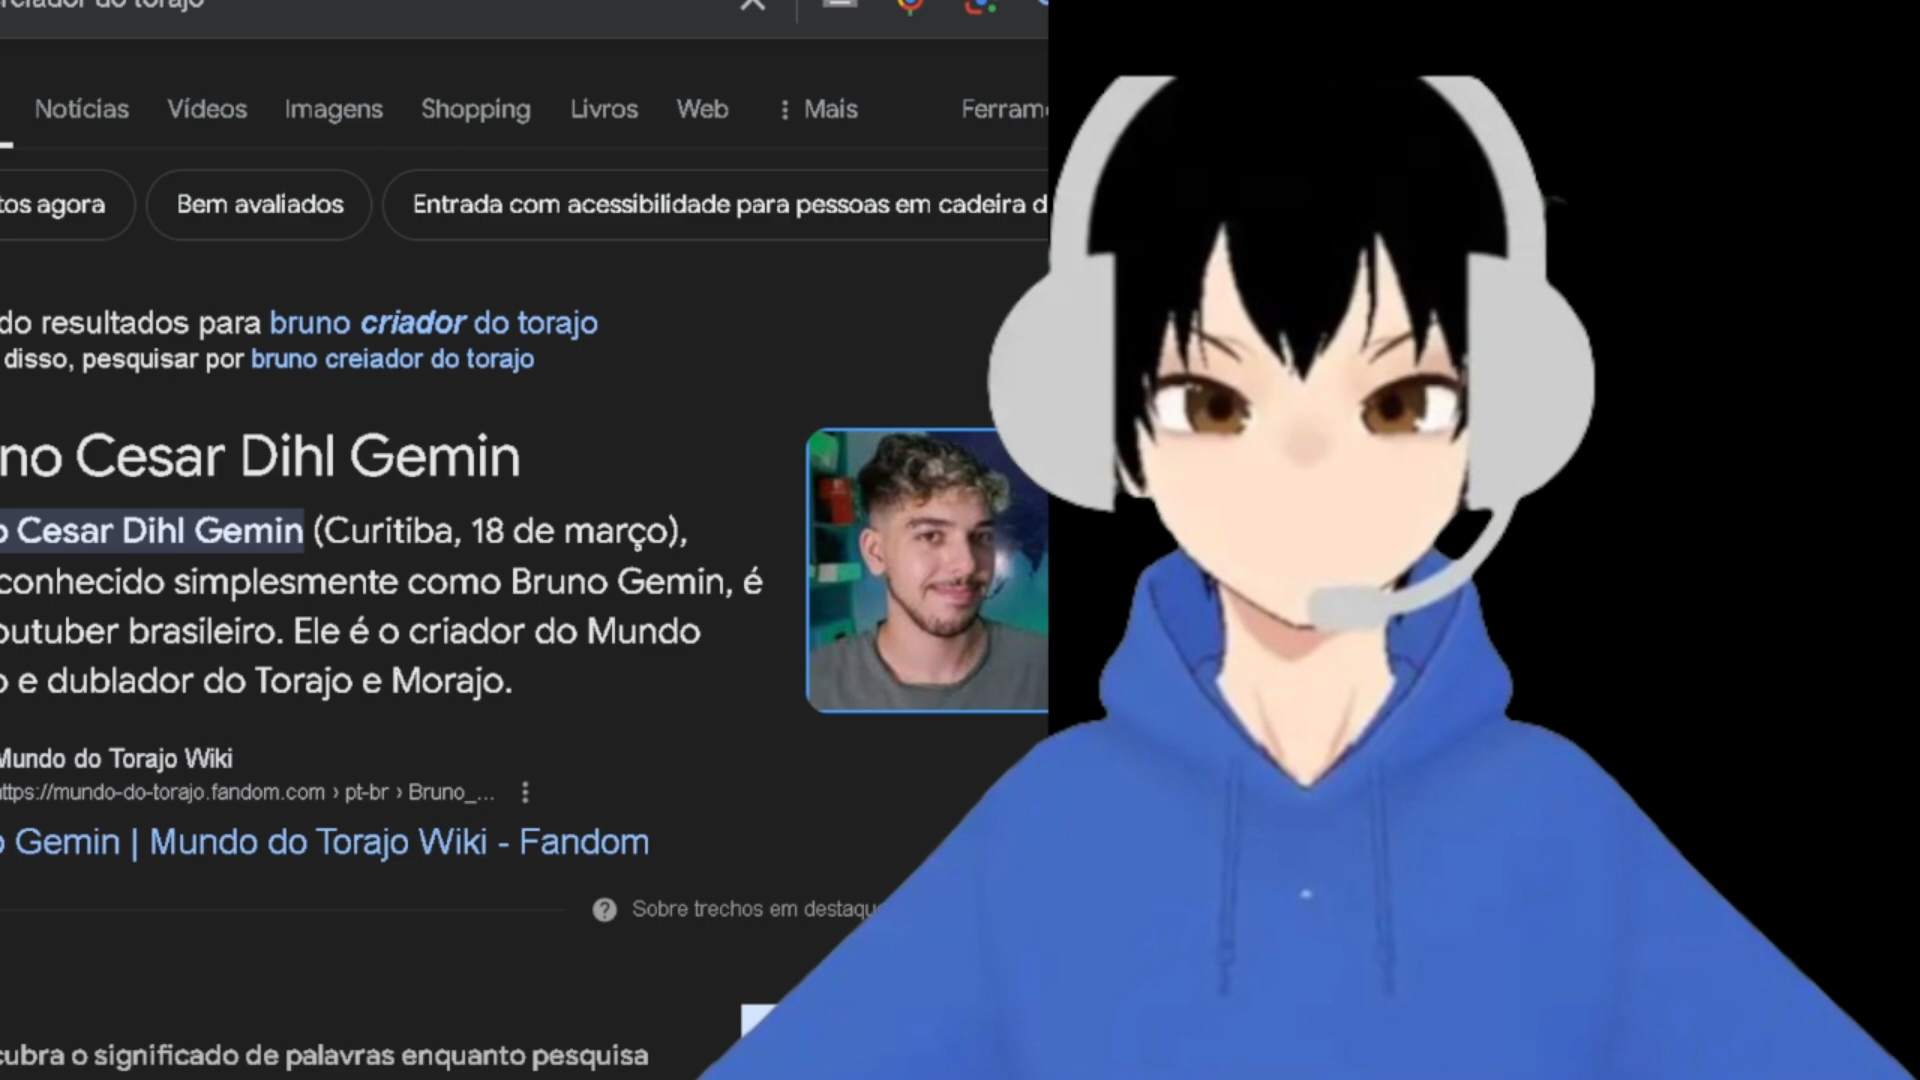 do torajo
Notícias Vídeos Imagens Shopping Livros Web Mais Ferram
tos agora Bem avaliados Entrada com acessibilidade para pessoas em cadeira d
do resultados para bruno criador do torajo
disso, pesquisar por bruno creiador do torajo
no Cesar Dihl Gemin
o Cesar Dihl Gemin (Curitiba, 18 de março),
conhecido simplesmente como Bruno Gemin, é
outuber brasileiro. Ele é o criador do Mundo
o e dublador do Torajo e Morajo.
Mundo do Torajo Wiki
ttps://mundo-do-torajo.fandom.com › pt-br › Bruno_...
o Gemin | Mundo do Torajo Wiki - Fandom
Sobre trechos em destaqu
cubra o significado de palavras enquanto pesquisa